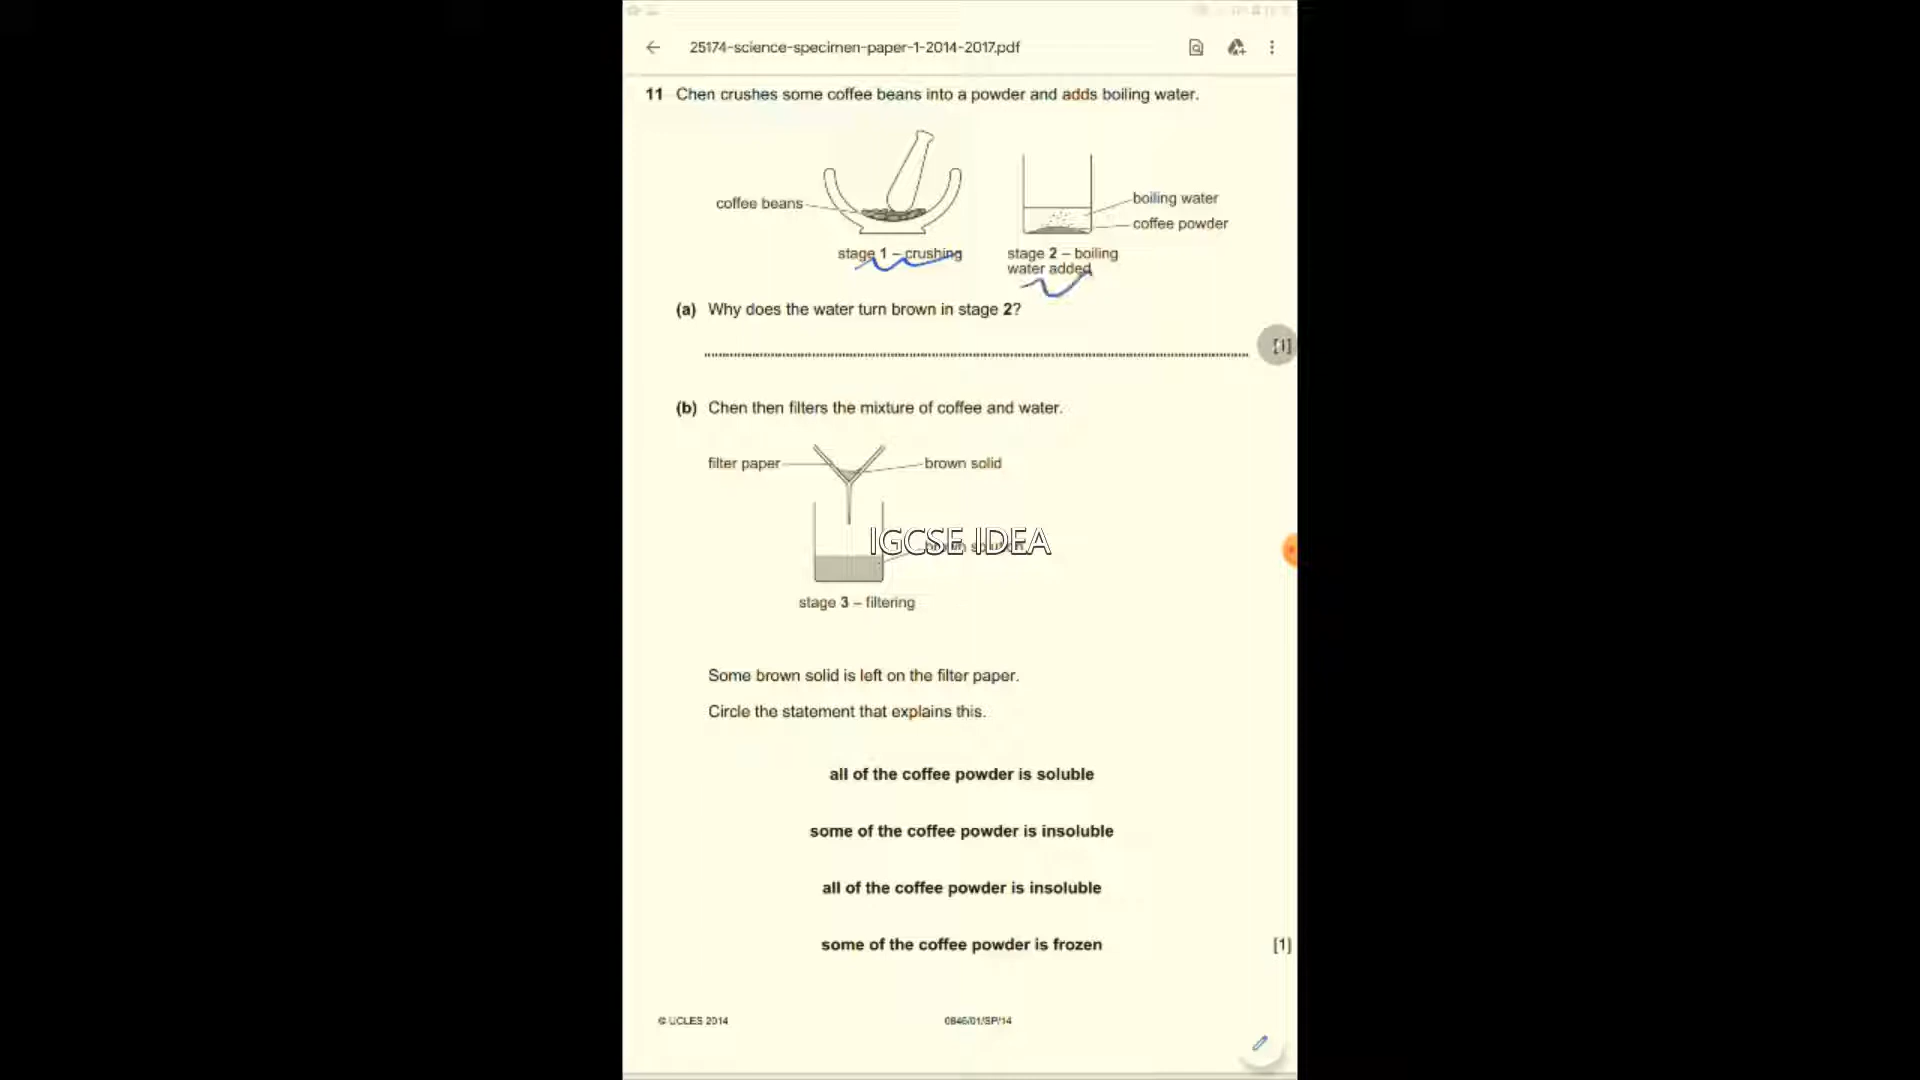 25174-science-specimen-paper-1-2014-2017.pdf
11 Chen crushes some coffee beans into a powder and adds boiling water.
coffee beans
boiling water
coffee powder
stage 1 – crushing
stage 2 – boiling
water added
(a) Why does the water turn brown in stage 2?
[1]
(b) Chen then filters the mixture of coffee and water.
filter paper
brown solid
IGCSE IDEA
brown solution
stage 3 – filtering
Some brown solid is left on the filter paper.
Circle the statement that explains this.
all of the coffee powder is soluble
some of the coffee powder is insoluble
all of the coffee powder is insoluble
some of the coffee powder is frozen
[1]
© UCLES 2014
0846/01/SP/14